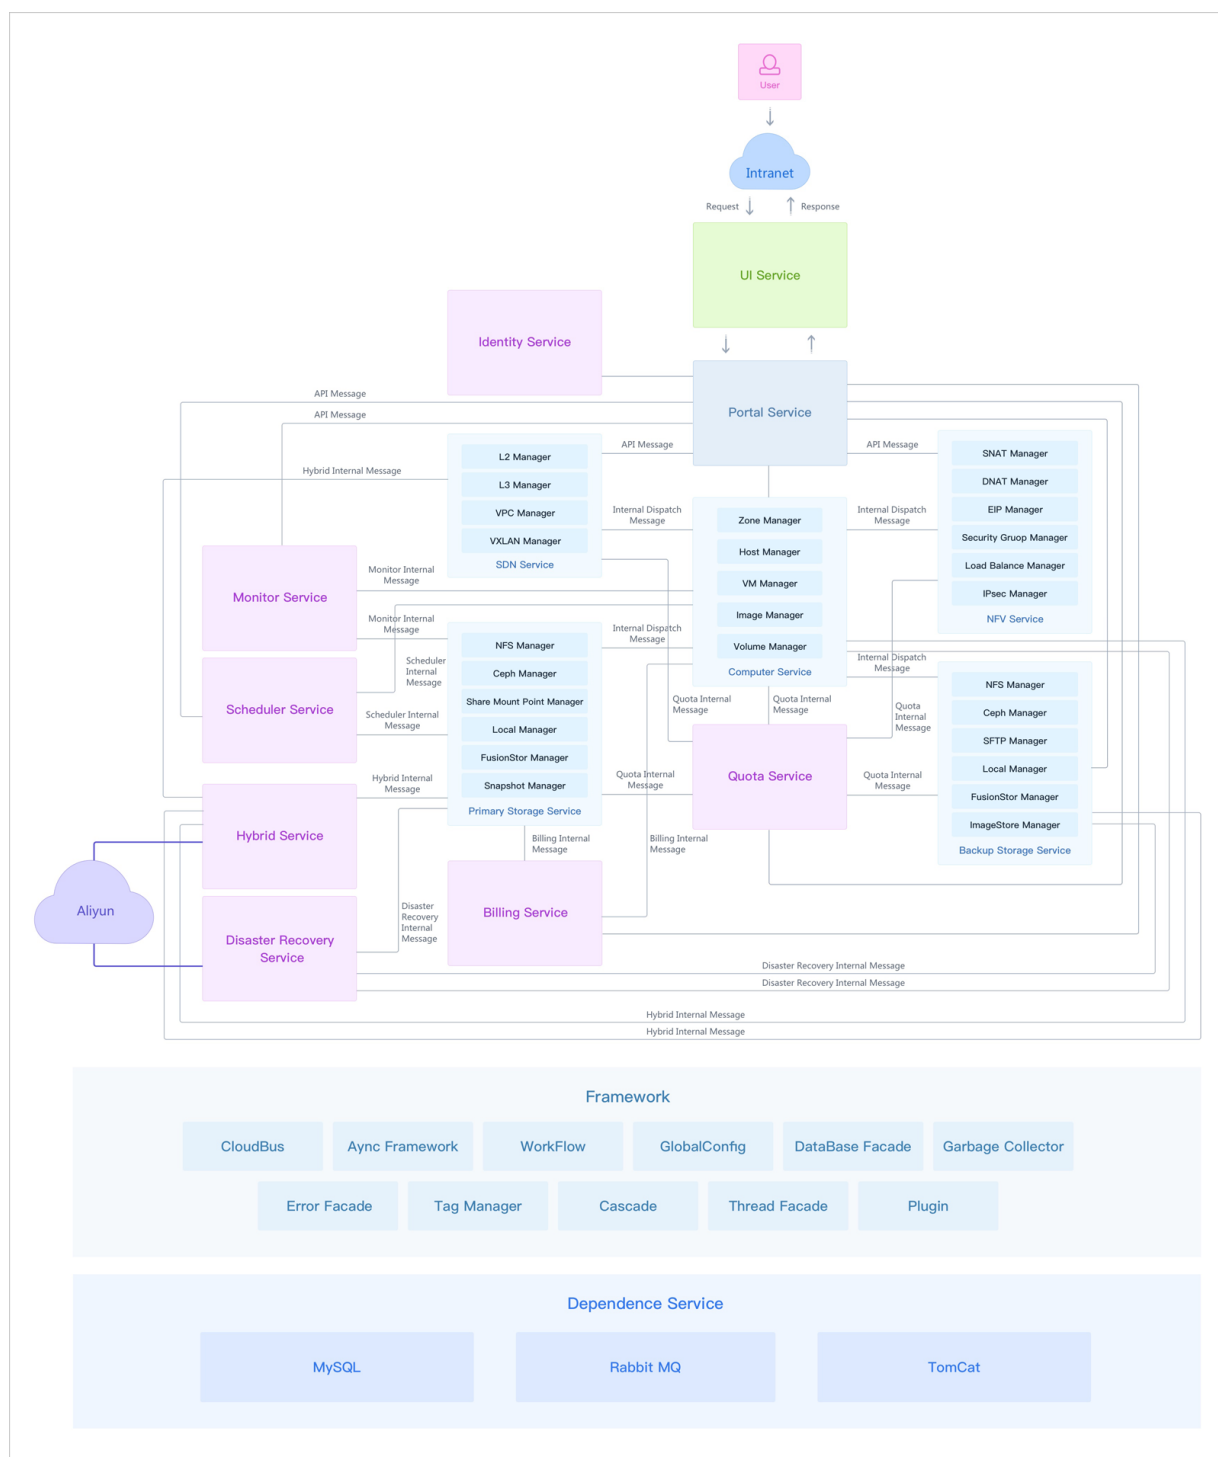 User
Intranet
Request
Response
UI Service
Identity Service
Portal Service
API Message
API Message
Hybrid Internal Message
API Message
API Message
L2 Manager
L3 Manager
VPC Manager
VXLAN Manager
SDN Service
Internal Dispatch
Message
Zone Manager
Host Manager
VM Manager
Image Manager
Volume Manager
Computer Service
Internal Dispatch
Message
SNAT Manager
DNAT Manager
EIP Manager
Security Gruop Manager
Load Balance Manager
IPsec Manager
NFV Service
Monitor Service
Monitor Internal
Message
Monitor Internal
Message
Scheduler Service
Scheduler
Internal
Message
Scheduler Internal
Message
NFS Manager
Ceph Manager
Share Mount Point Manager
Local Manager
FusionStor Manager
Snapshot Manager
Primary Storage Service
Internal Dispatch
Message
Internal Dispatch
Message
Quota Internal
Message
Quota Internal
Message
Quota
Internal
Message
NFS Manager
Ceph Manager
SFTP Manager
Local Manager
FusionStor Manager
ImageStore Manager
Backup Storage Service
Quota Service
Quota Internal
Message
Quota Internal
Message
Hybrid Service
Hybrid Internal
Message
Billing Internal
Message
Billing Internal
Message
Aliyun
Disaster Recovery
Service
Disaster
Recovery
Internal
Message
Billing Service
Disaster Recovery Internal Message
Disaster Recovery Internal Message
Hybrid Internal Message
Hybrid Internal Message
Framework
CloudBus
Aync Framework
WorkFlow
GlobalConfig
DataBase Facade
Garbage Collector
Error Facade
Tag Manager
Cascade
Thread Facade
Plugin
Dependence Service
MySQL
Rabbit MQ
TomCat